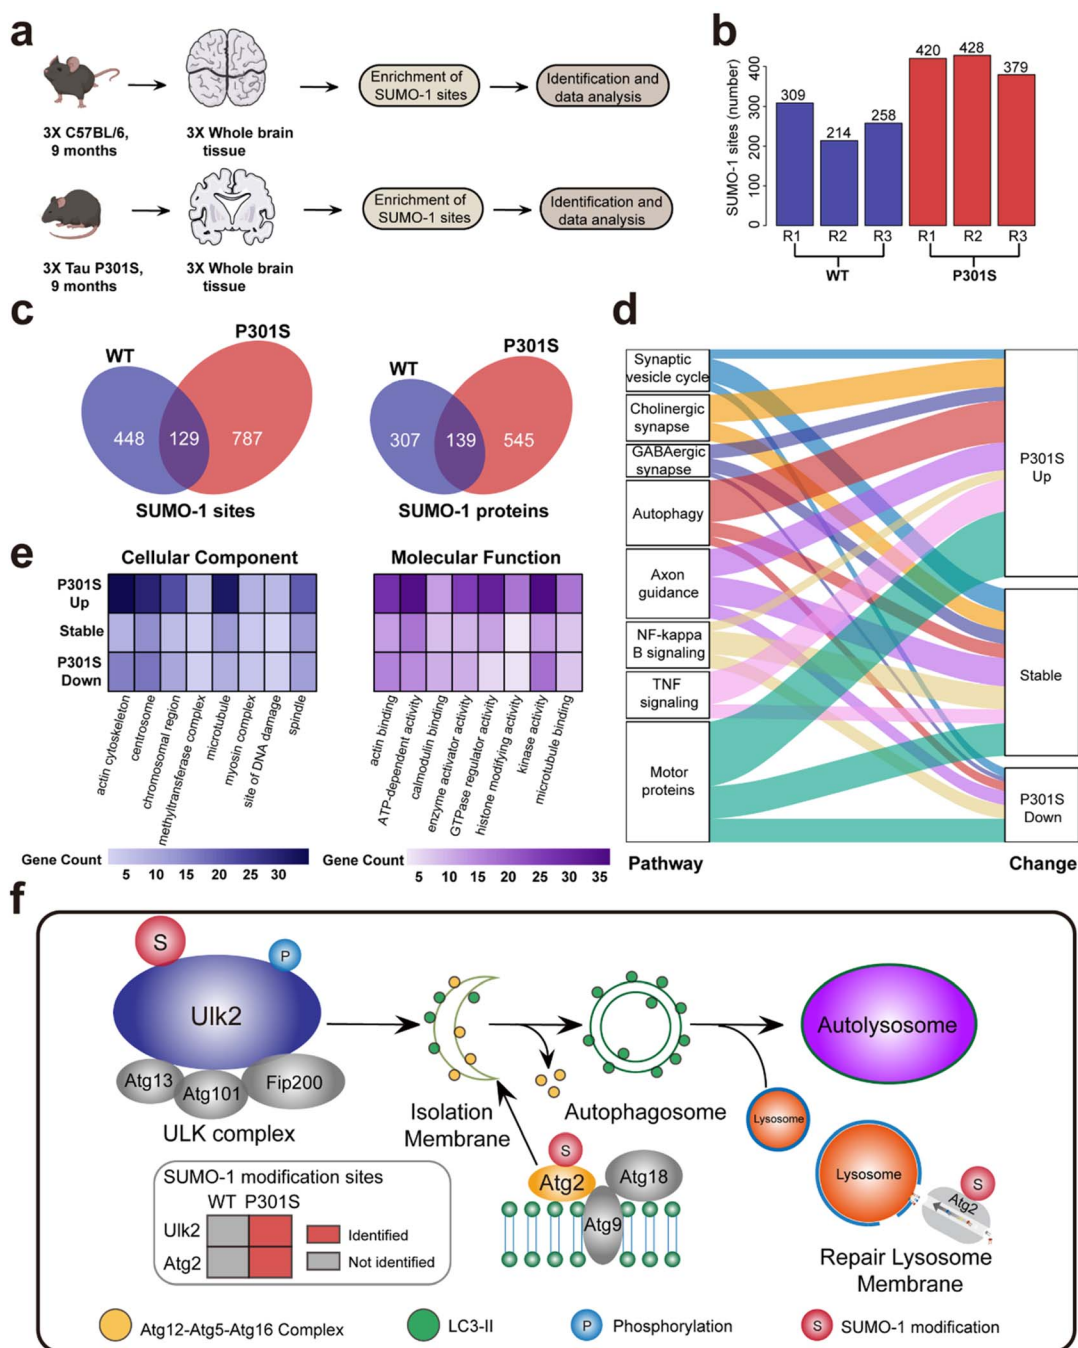 a
3X C57BL/6,
9 months
3X Whole brain
tissue
Enrichment of
SUMO-1 sites
Identification and
data analysis
3X Tau P301S,
9 months
3X Whole brain
tissue
Enrichment of
SUMO-1 sites
Identification and
data analysis
b
SUMO-1 sites (number)
0
100
200
300
400
309
214
258
420
428
379
R1 R2 R3 R1 R2 R3
WT P301S
c
WT
P301S
448 129 787
SUMO-1 sites
WT
P301S
307 139 545
SUMO-1 proteins
d
Synaptic
vesicle cycle
Cholinergic
synapse
GABAergic
synapse
Autophagy
Axon
guidance
NF-kappa
B signaling
TNF
signaling
Motor
proteins
P301S
Up
Stable
P301S
Down
Pathway
Change
e
Cellular Component
Molecular Function
P301S
Up
Stable
P301S
Down
actin cytoskeleton
centrosome
chromosomal region
methyltransferase complex
microtubule
myosin complex
site of DNA damage
spindle
actin binding
ATP-dependent activity
calmodulin binding
enzyme activator activity
GTPase regulator activity
histone modifying activity
kinase activity
microtubule binding
Gene Count
5 10 15 20 25 30
Gene Count
5 10 15 20 25 35
f
S
P
Ulk2
Atg13
Atg101
Fip200
ULK complex
Isolation
Membrane
Autophagosome
Autolysosome
Lysosome
S
Atg2
Atg18
Atg9
Lysosome
S
Atg2
Repair Lysosome
Membrane
SUMO-1 modification sites
WT P301S
Ulk2
Atg2
Identified
Not identified
Atg12-Atg5-Atg16 Complex
LC3-II
P
Phosphorylation
S
SUMO-1 modification